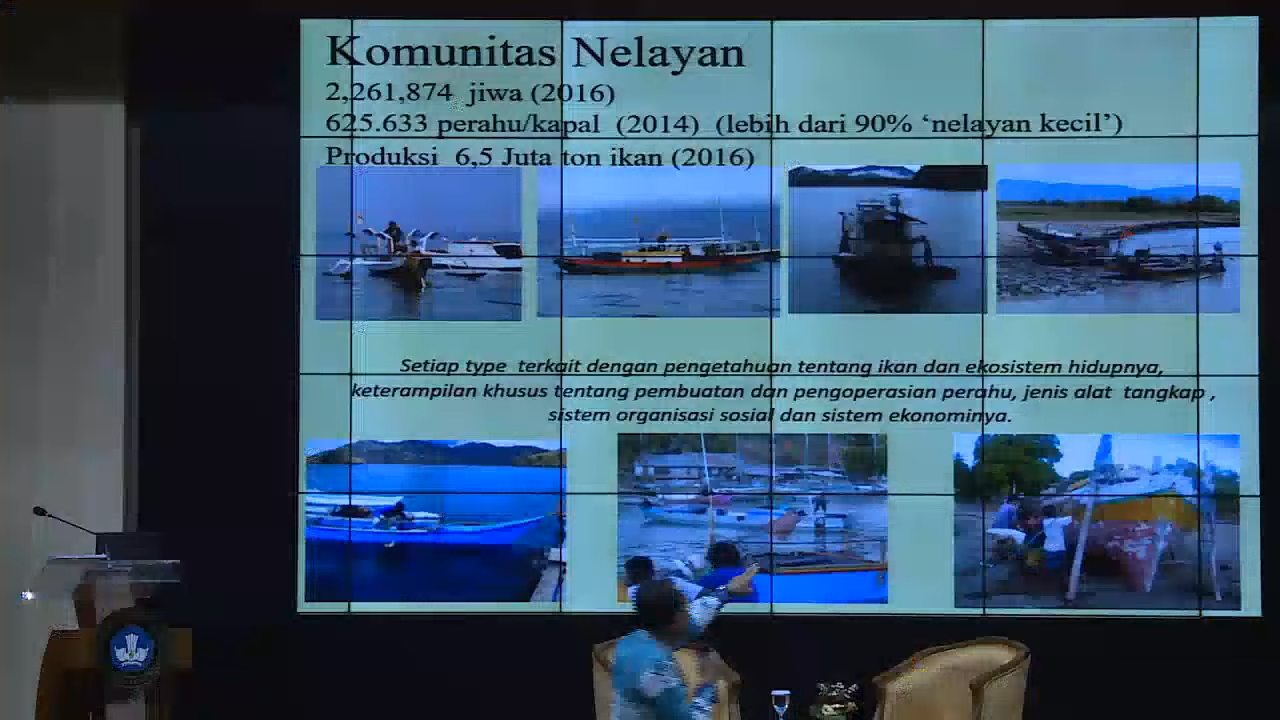 Komunitas Nelayan
2,261,874 jiwa (2016)
625.633 perahu/kapal (2014) (lebih dari 90% ‘nelayan kecil’)
Produksi 6,5 Juta ton ikan (2016)
Setiap type terkait dengan pengetahuan tentang ikan dan ekosistem hidupnya,
keterampilan khusus tentang pembuatan dan pengoperasian perahu, jenis alat tangkap ,
sistem organisasi sosial dan sistem ekonominya.